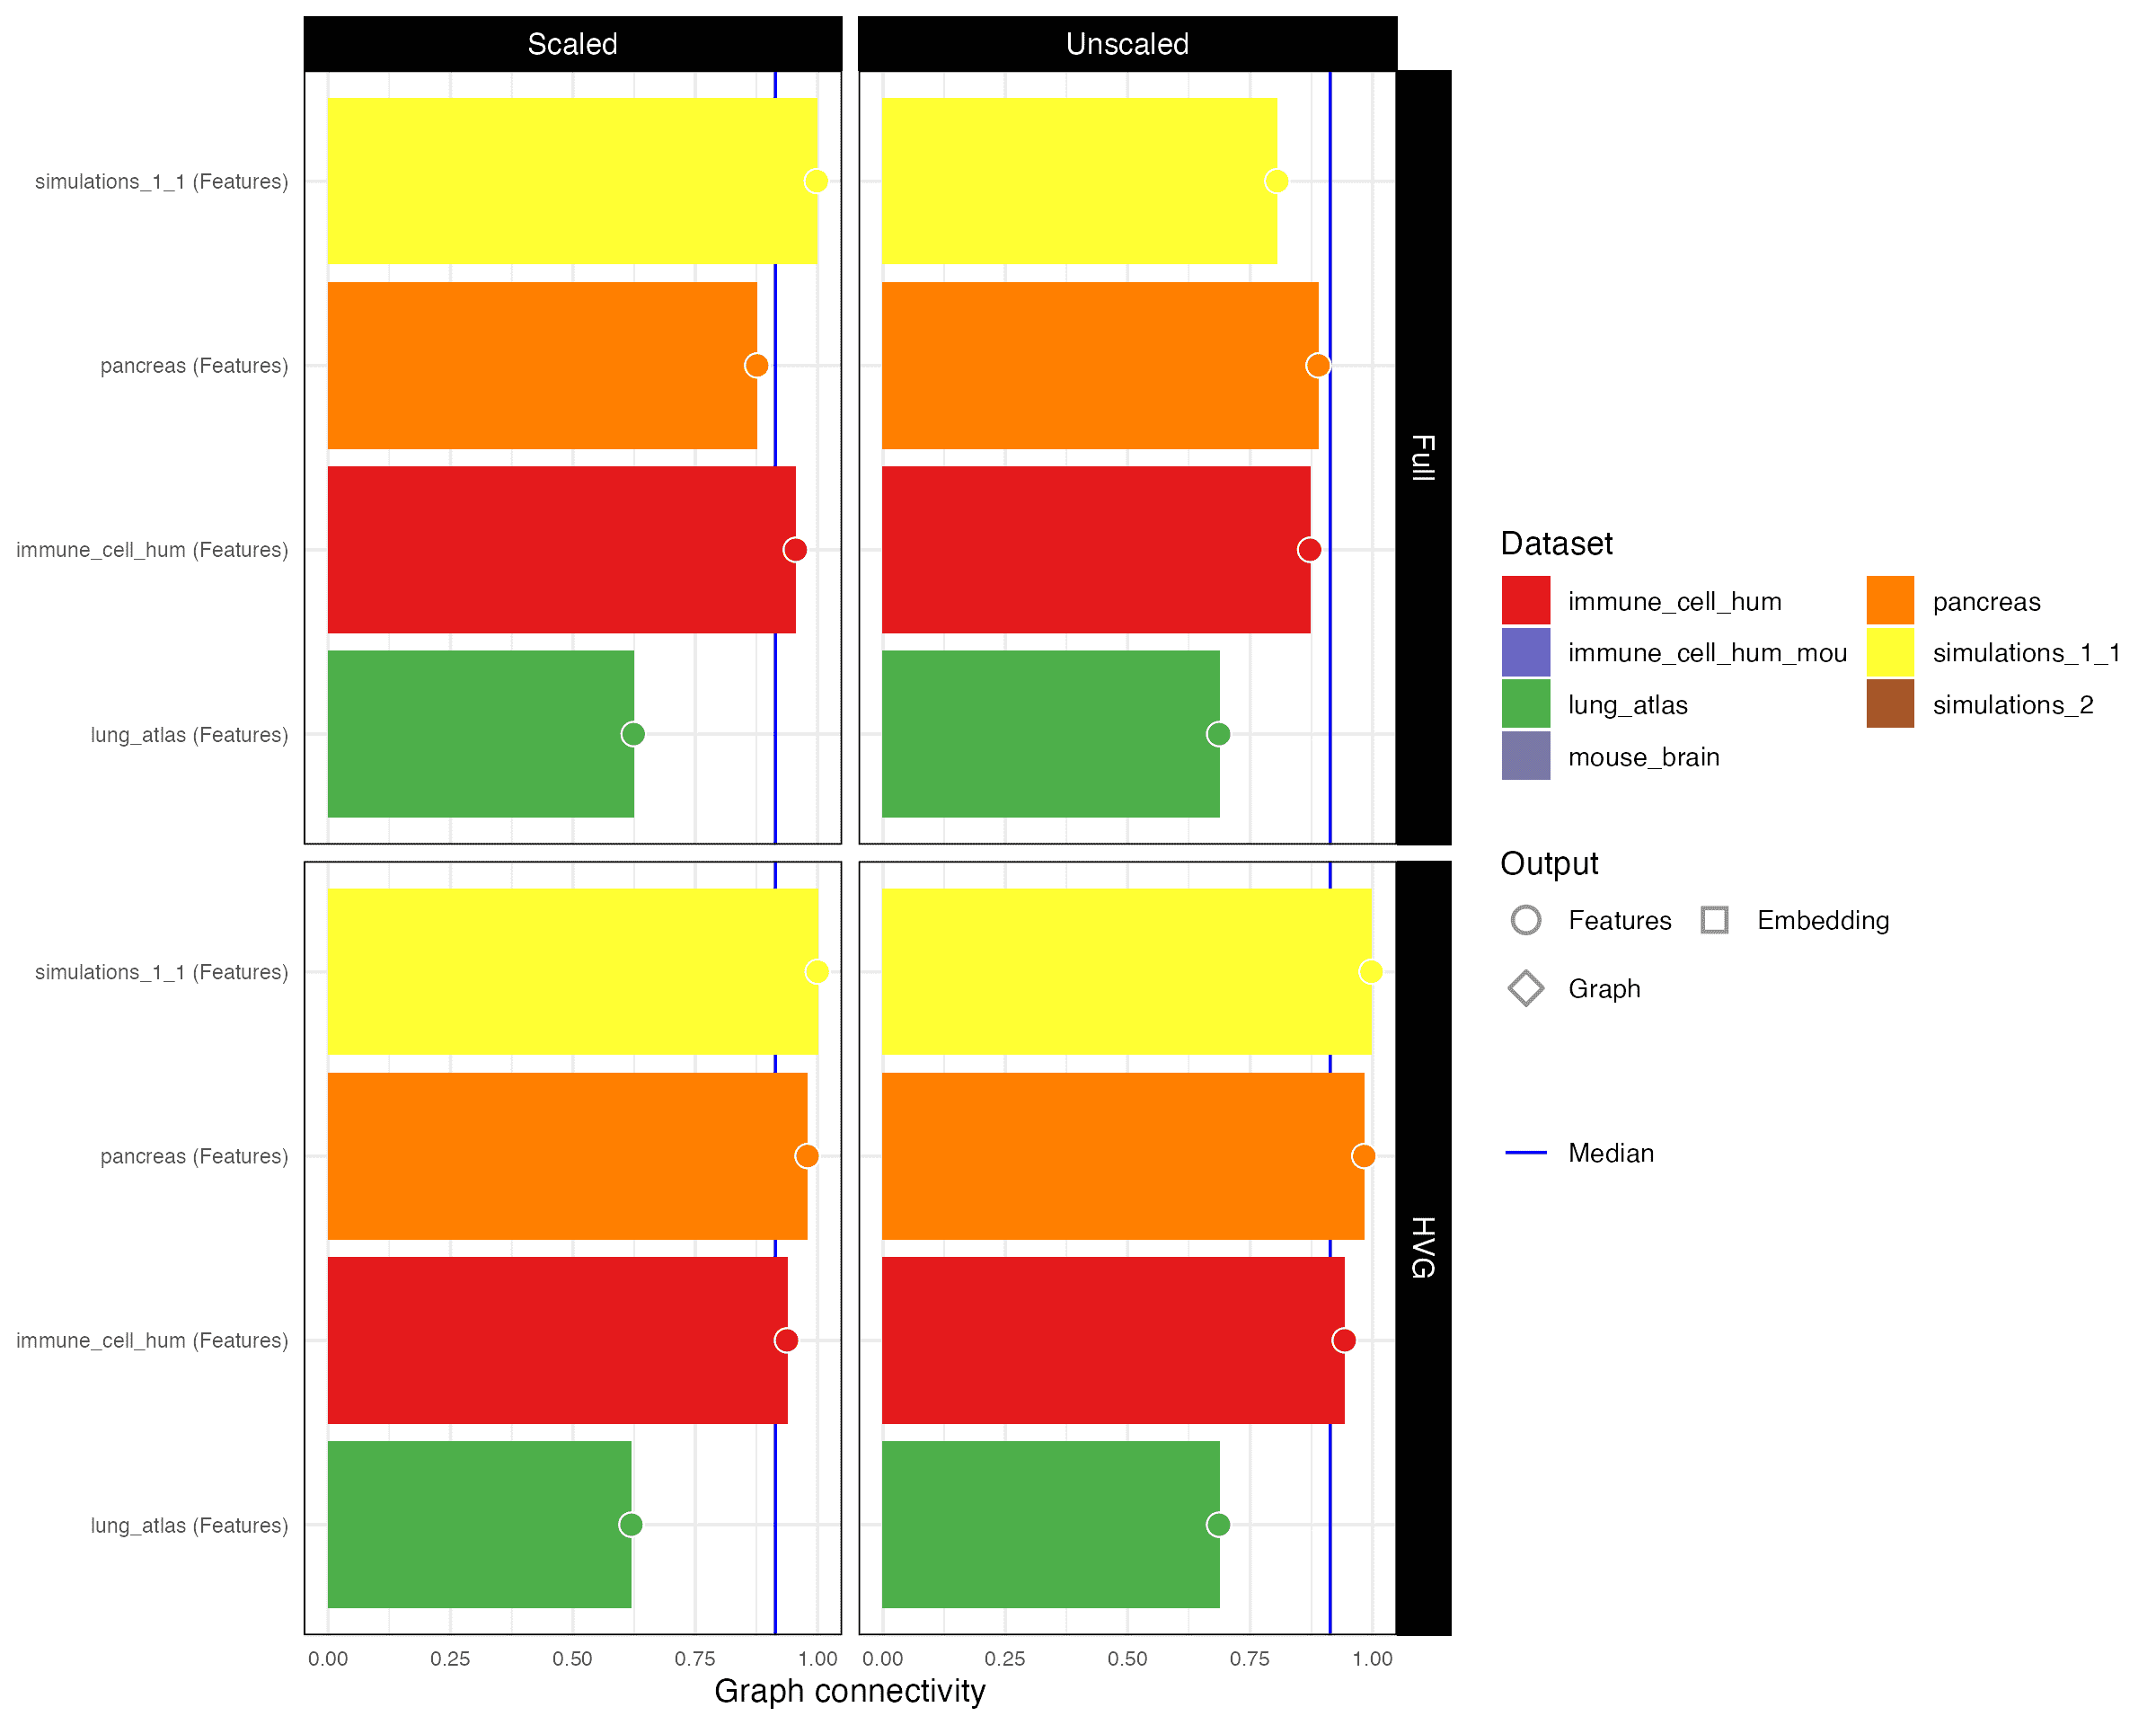 Scaled
Unscaled
simulations_1_1 (Features)
pancreas (Features)
immune_cell_hum (Features)
lung_atlas (Features)
Full
simulations_1_1 (Features)
pancreas (Features)
immune_cell_hum (Features)
lung_atlas (Features)
HVG
0.00 0.25 0.50 0.75 1.00
0.00 0.25 0.50 0.75 1.00
Graph connectivity
Dataset
immune_cell_hum
immune_cell_hum_mou
lung_atlas
mouse_brain
pancreas
simulations_1_1
simulations_2
Output
Features
Embedding
Graph
Median